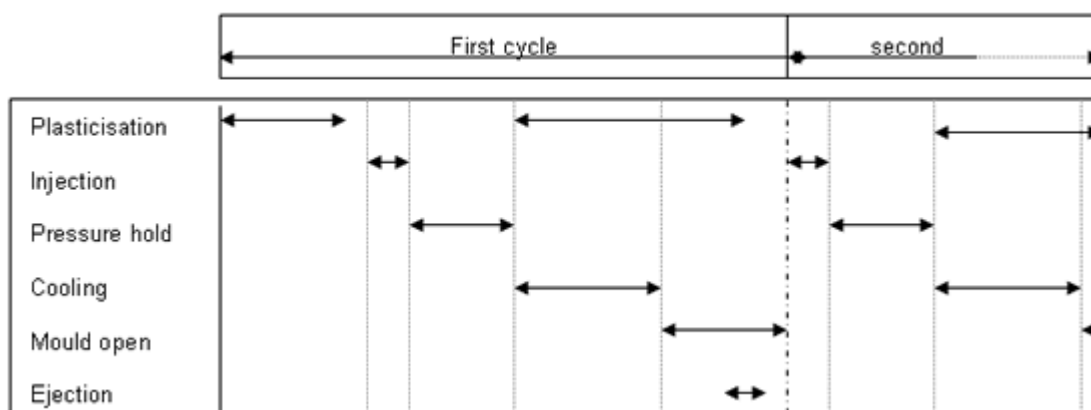 First cycle second
Plasticisation
Injection
Pressure hold
Cooling
Mould open
Ejection